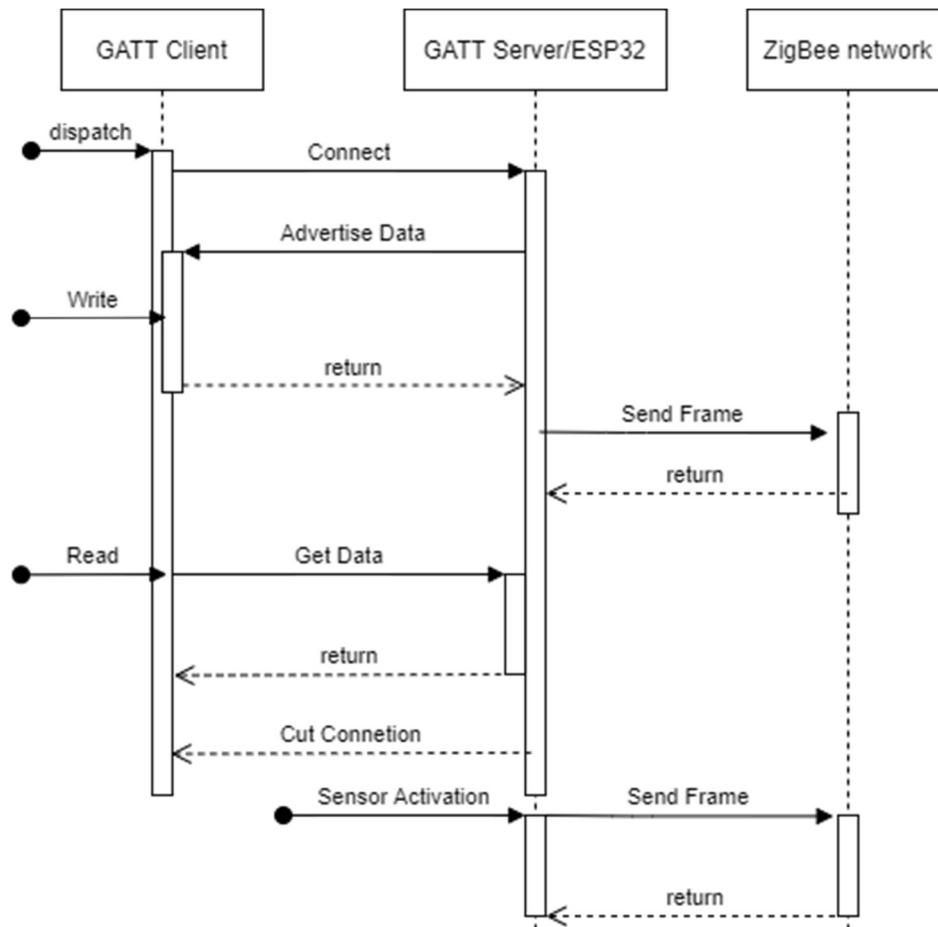 GATT Client
GATT Server/ESP32
ZigBee network
dispatch
Connect
Advertise Data
Write
return
Send Frame
return
Read
Get Data
return
Cut Connetion
Sensor Activation
Send Frame
return